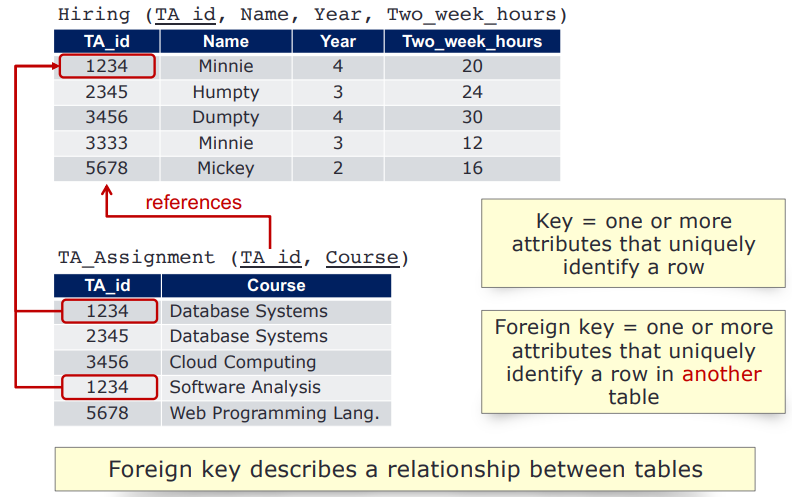 Hiring (TA_id, Name, Year, Two_week_hours)
TA_id Name Year Two_week_hours
1234 Minnie 4 20
2345 Humpty 3 24
3456 Dumpty 4 30
3333 Minnie 3 12
5678 Mickey 2 16
references
TA_Assignment (TA_id, Course)
TA_id Course
1234 Database Systems
2345 Database Systems
3456 Cloud Computing
1234 Software Analysis
5678 Web Programming Lang.
Key = one or more
attributes that uniquely
identify a row
Foreign key = one or more
attributes that uniquely
identify a row in another
table
Foreign key describes a relationship between tables